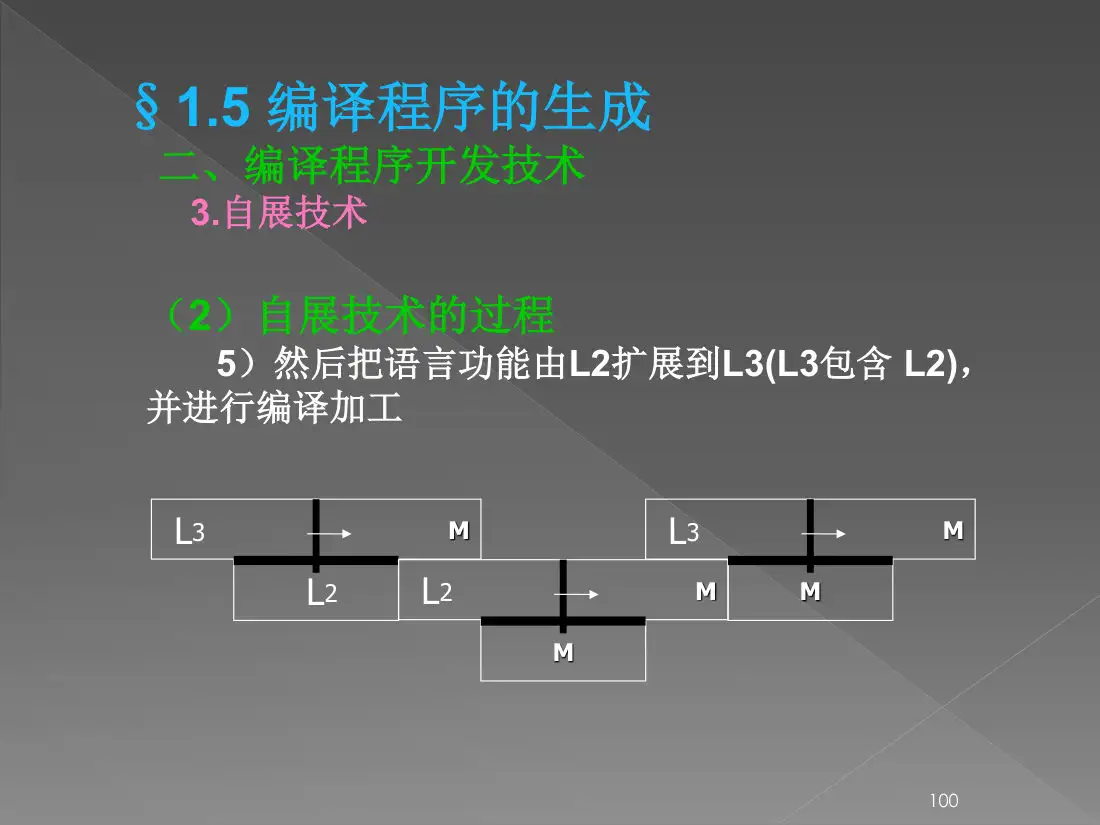 § 1.5 编译程序的生成
二、编译程序开发技术
3.自展技术
（2）自展技术的过程
5）然后把语言功能由L2扩展到L3(L3包含 L2)，
并进行编译加工
L3 M L3 M
L2 L2 M M
M
100